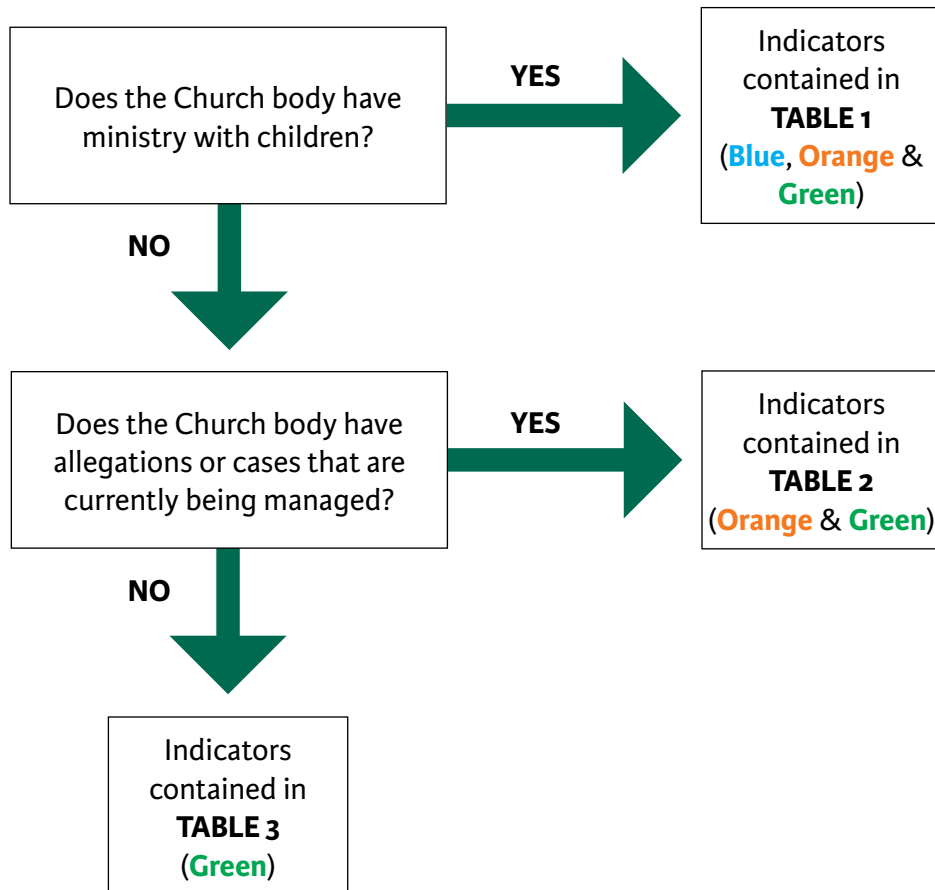 Does the Church body have
ministry with children?
YES
Indicators
contained in
TABLE 1
(Blue, Orange &
Green)
NO
Does the Church body have
allegations or cases that are
currently being managed?
YES
Indicators
contained in
TABLE 2
(Orange & Green)
NO
Indicators
contained in
TABLE 3
(Green)